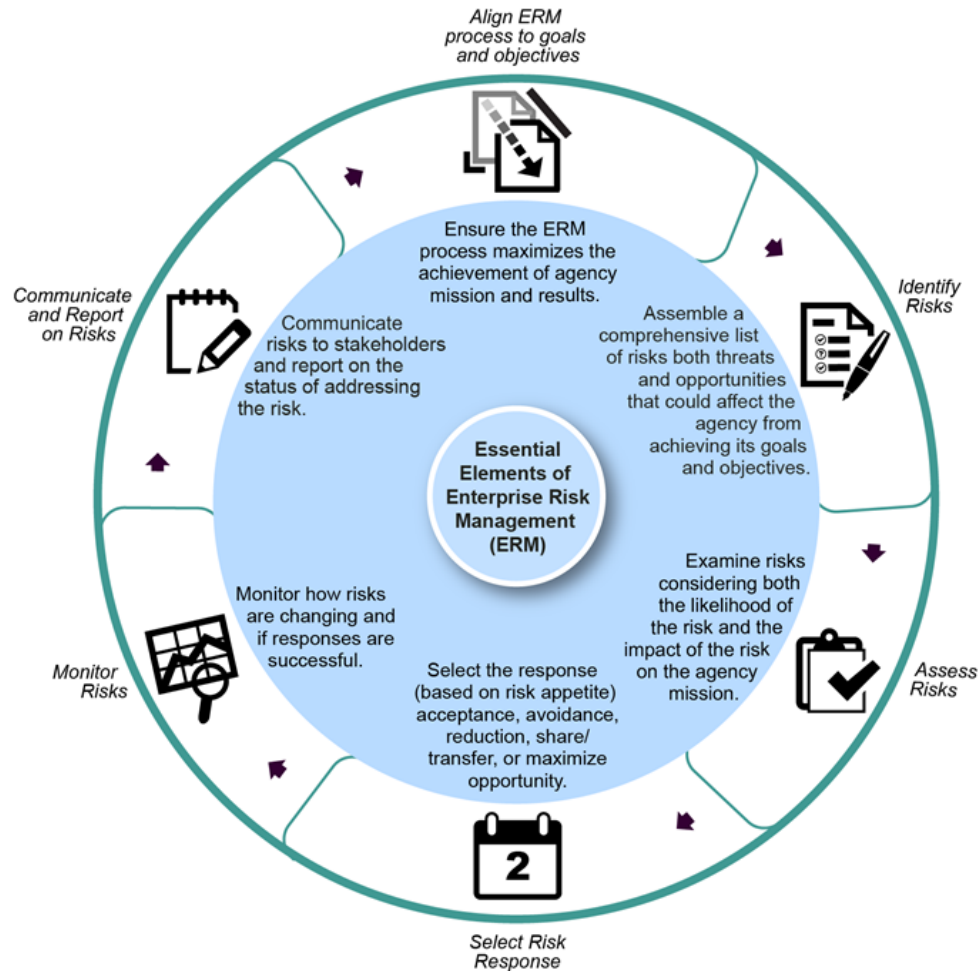 Align ERM
process to goals
and objectives
Ensure the ERM
process maximizes the
achievement of agency
mission and results.
Identify
Risks
Assemble a
comprehensive list
of risks both threats
and opportunities
that could affect the
agency from
achieving its goals
and objectives.
Assess
Risks
Examine risks
considering both
the likelihood of
the risk and the
impact of the risk
on the agency
mission.
Select the response
(based on risk appetite)
acceptance, avoidance,
reduction, share/
transfer, or maximize
opportunity.
2
Select Risk
Response
Monitor
Risks
Monitor how risks
are changing and
if responses are
successful.
Communicate
and Report
on Risks
Communicate
risks to stakeholders
and report on the
status of addressing
the risk.
Essential
Elements of
Enterprise Risk
Management
(ERM)